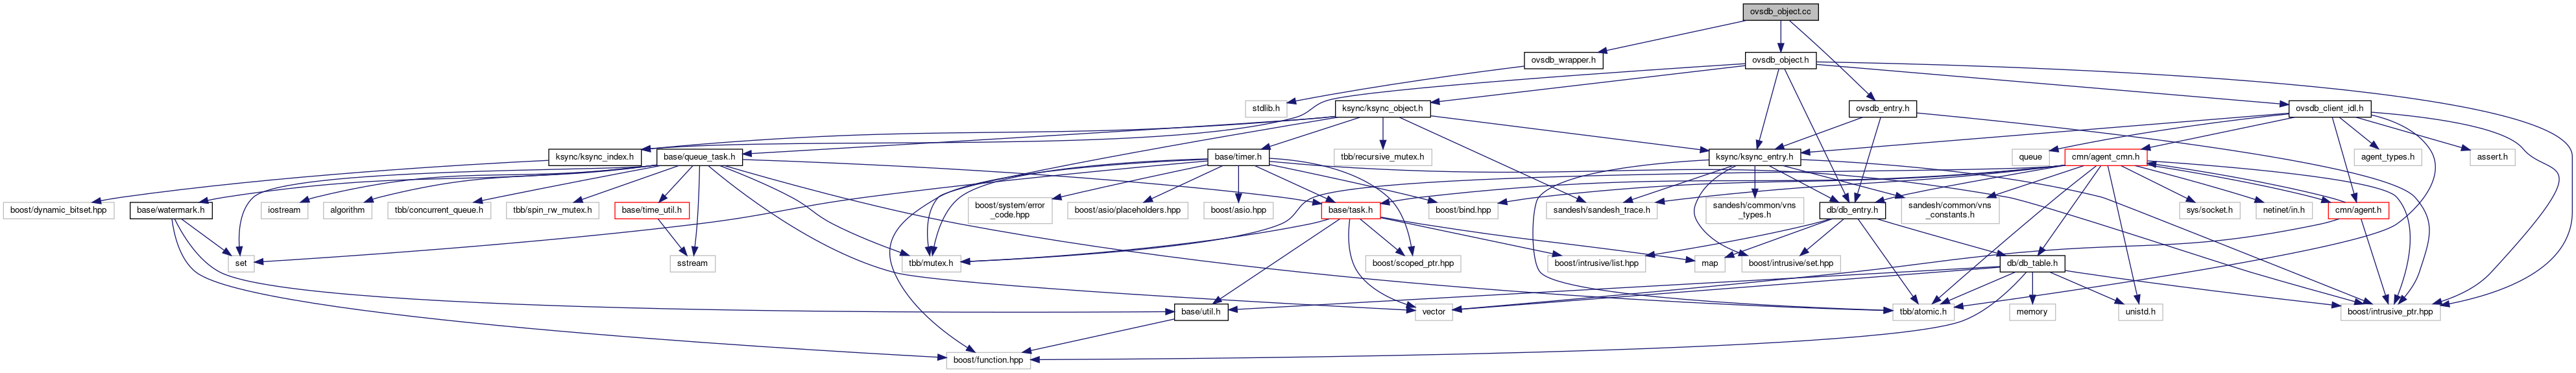 ovsdb_object.cc
ovsdb_wrapper.h
ovsdb_object.h
stdlib.h
ksync/ksync_object.h
ovsdb_entry.h
ovsdb_client_idl.h
ksync/ksync_index.h
base/queue_task.h
base/timer.h
tbb/recursive_mutex.h
ksync/ksync_entry.h
queue
cmn/agent_cmn.h
agent_types.h
assert.h
boost/dynamic_bitset.hpp
base/watermark.h
iostream
algorithm
tbb/concurrent_queue.h
tbb/spin_rw_mutex.h
base/time_util.h
boost/system/error
_code.hpp
boost/asio/placeholders.hpp
boost/asio.hpp
base/task.h
boost/bind.hpp
sandesh/sandesh_trace.h
sandesh/common/vns
_types.h
db/db_entry.h
sandesh/common/vns
_constants.h
sys/socket.h
netinet/in.h
cmn/agent.h
set
sstream
tbb/mutex.h
boost/scoped_ptr.hpp
boost/intrusive/list.hpp
map
boost/intrusive/set.hpp
db/db_table.h
base/util.h
vector
tbb/atomic.h
memory
unistd.h
boost/intrusive_ptr.hpp
boost/function.hpp